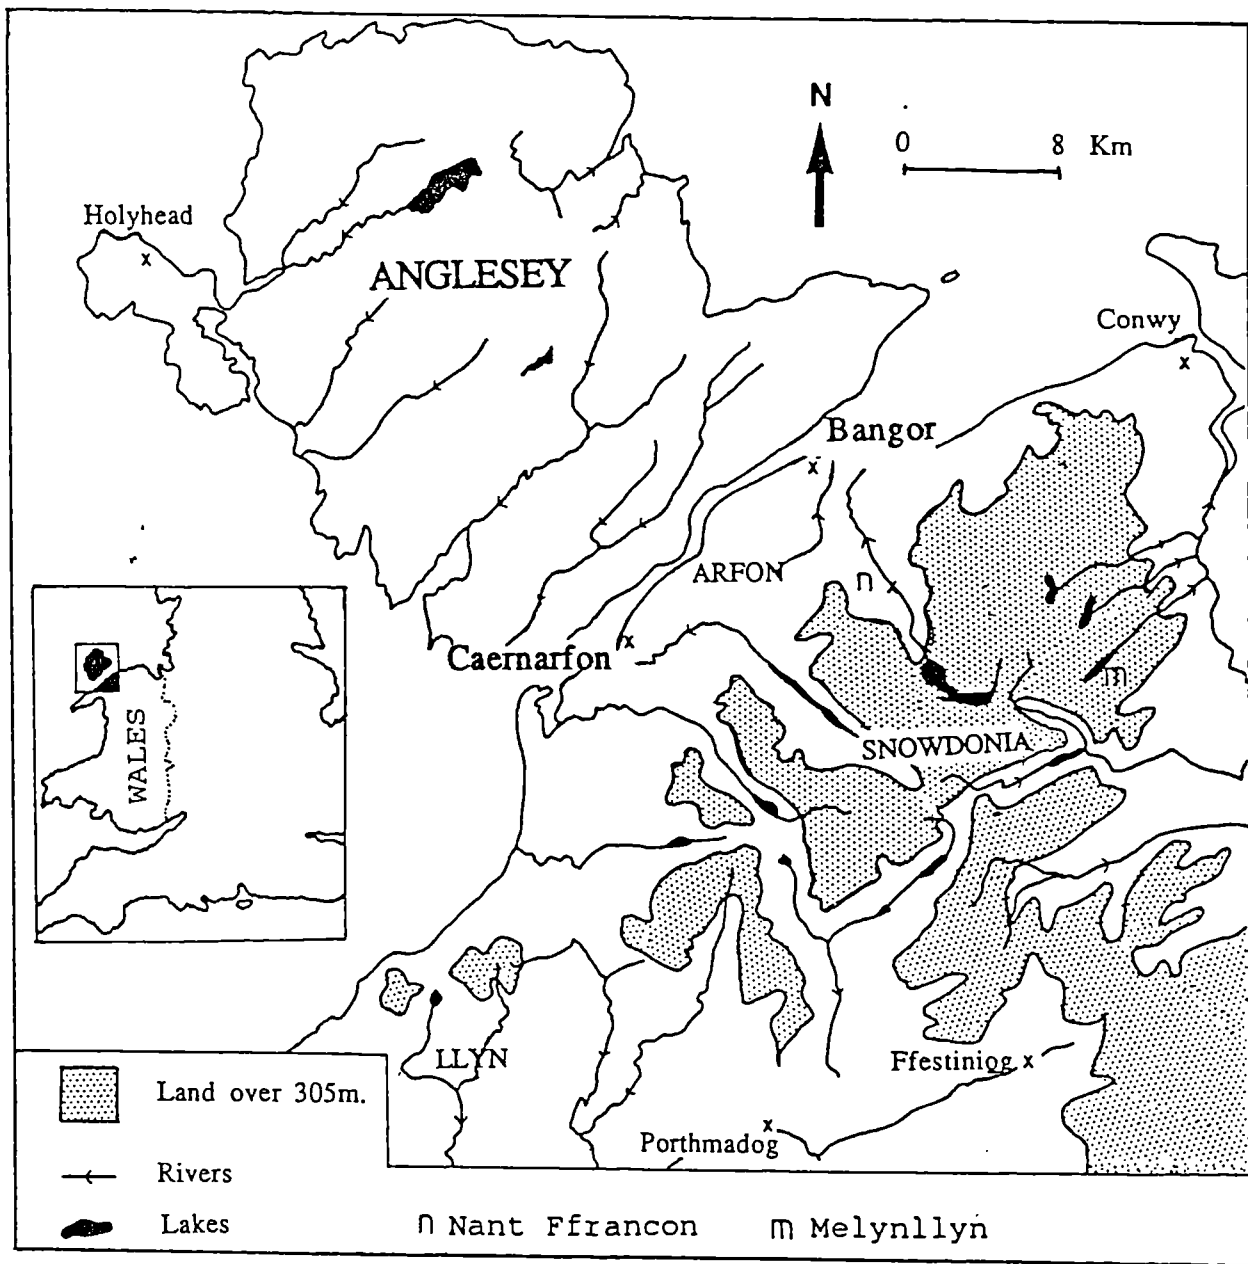 N
0 8 Km
Holyhead
ANGLESEY
Conwy
Bangor
ARFON
n
Caernarfon
m
SNOWDONIA
WALES
LLYN
Ffestiniog
Porthmadog
Land over 305m.
Rivers
Lakes
n Nant Ffrancon m Melynllyn